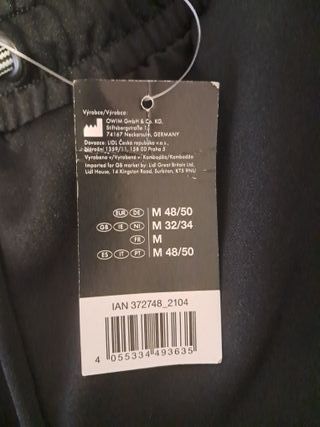 Výrobce/Výrobca:
OWIM GmbH & Co. KG,
Stiftsbergstraße 1,
74167 Neckarsulm, GERMANY
Dovozce: LIDL Česká republika v.o.s.,
Nárožní 1359/11, 158 00 Praha 5
Vyrobeno v/Vyrobené v: Kambodža/Kambodža
Imported for GB market by: Lidl Great Britain Ltd,
Lidl House, 14 Kingston Road, Surbiton, KT5 9NU
EUR DE M 48/50
GB IE NI M 32/34
FR M
ES IT PT M 48/50
IAN 372748_2104
4 055334 493635